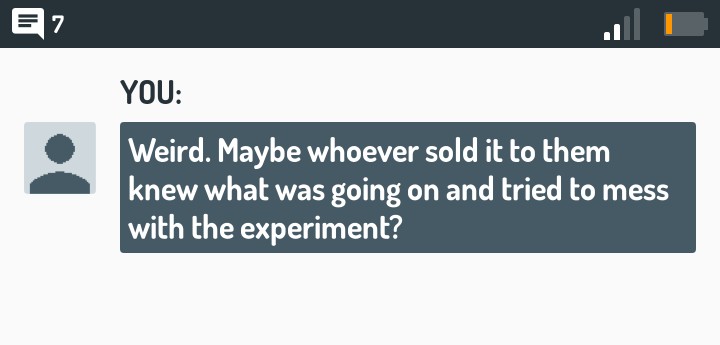 7
YOU:
Weird. Maybe whoever sold it to them
knew what was going on and tried to mess
with the experiment?